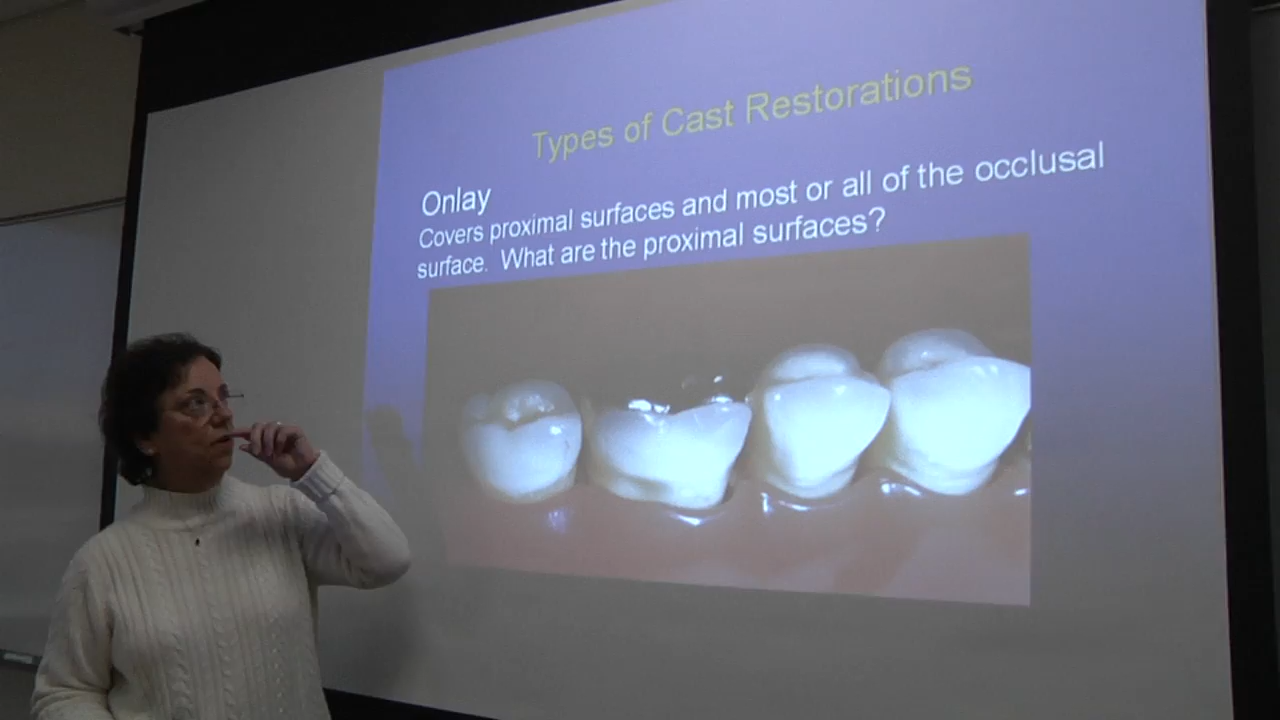 Types of Cast Restorations
Onlay
Covers proximal surfaces and most or all of the occlusal
surface. What are the proximal surfaces?